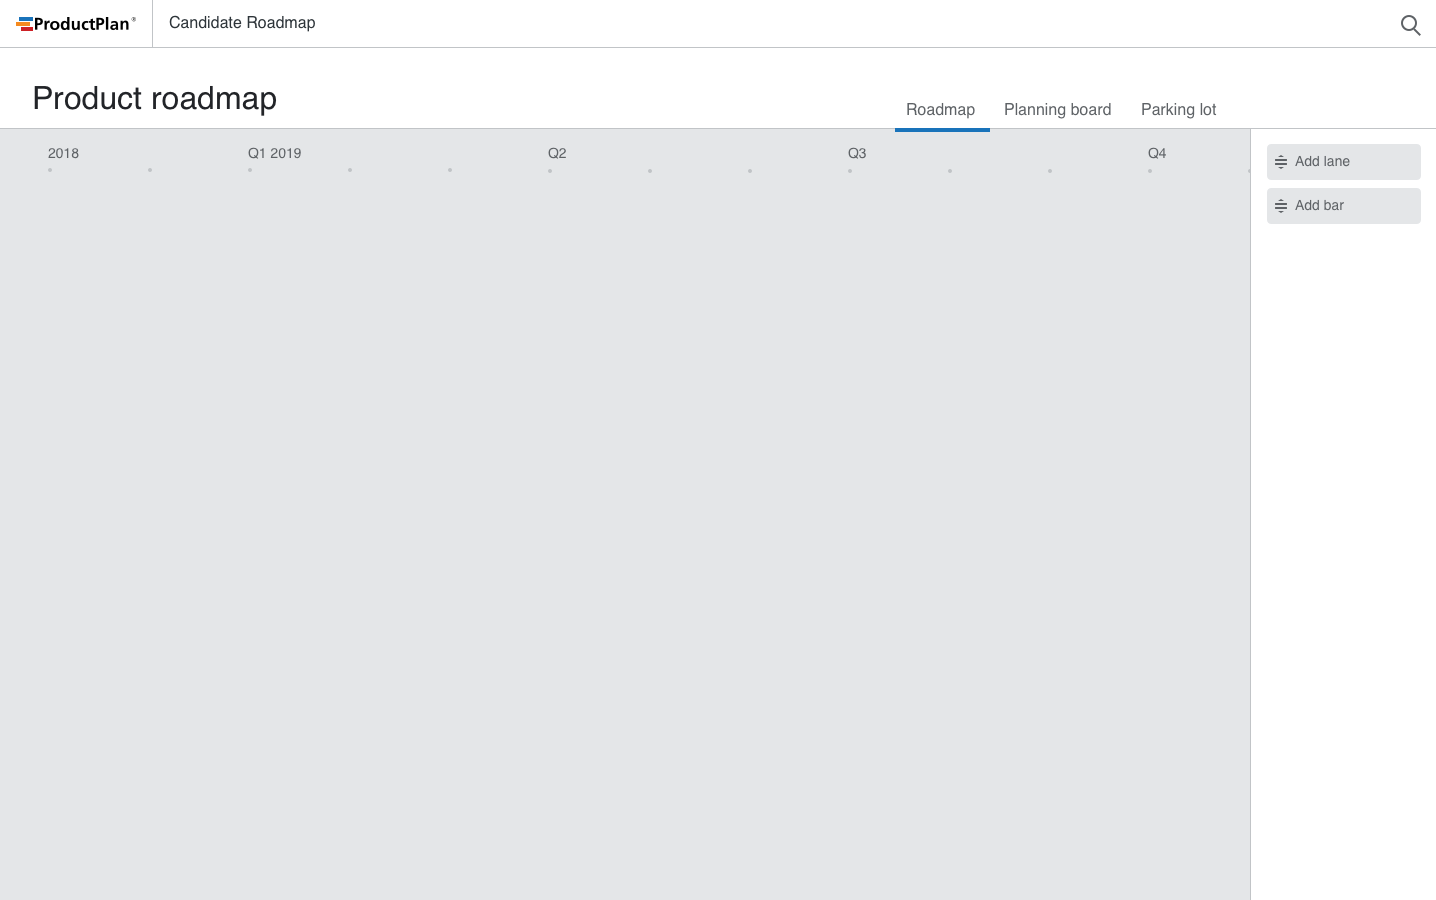 ProductPlan®
Candidate Roadmap
Product roadmap
Roadmap
Planning board
Parking lot
2018
Q1 2019
Q2
Q3
Q4
Add lane
Add bar